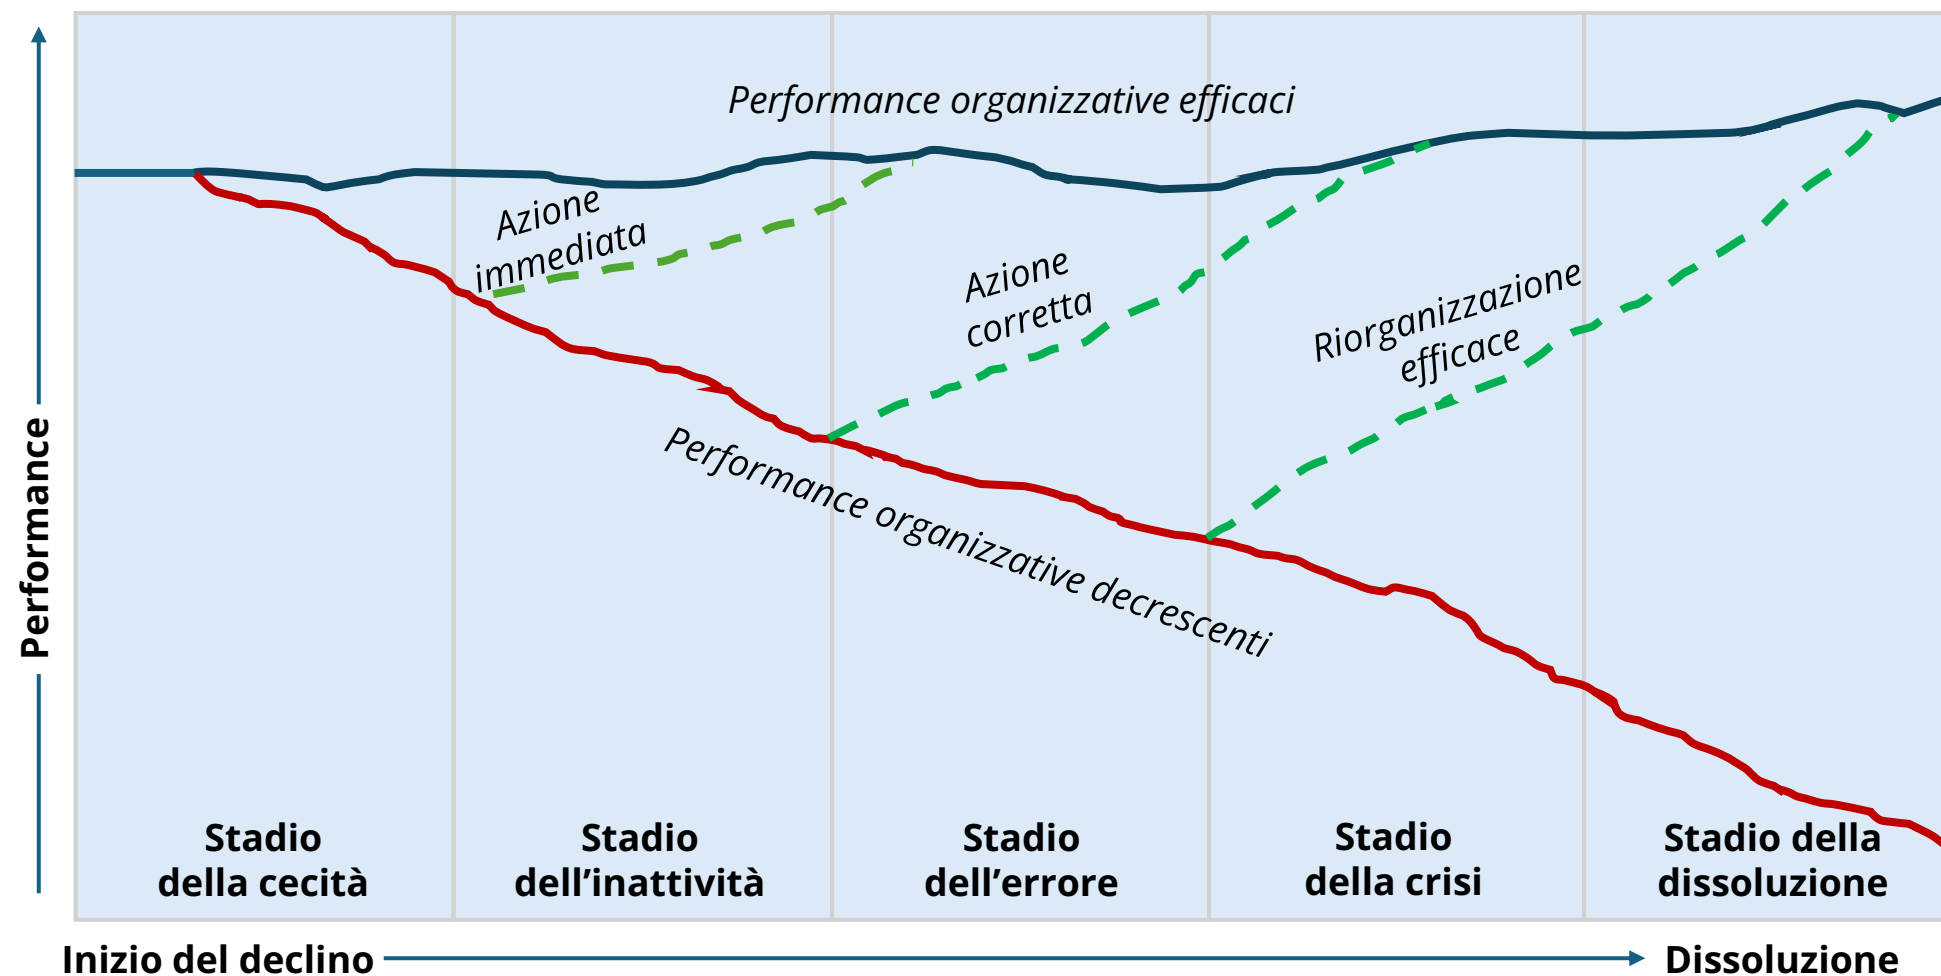 Performance organizzative efficaci
Azione
immediata
Azione
corretta
Riorganizzazione
efficace
Performance
Performance organizzative decrescenti
Stadio
della cecità
Stadio
dell’inattività
Stadio
dell’errore
Stadio
della crisi
Stadio della
dissoluzione
Inizio del declino
Dissoluzione